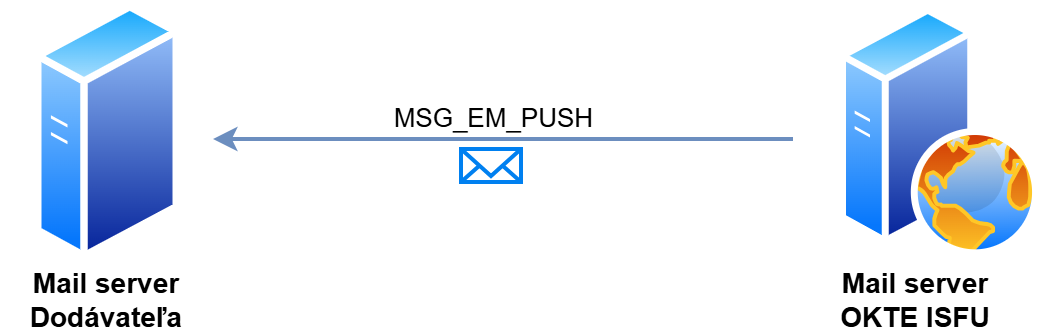 MSG_EM_PUSH
Mail server
Dodávateľa
Mail server
OKTE ISFU